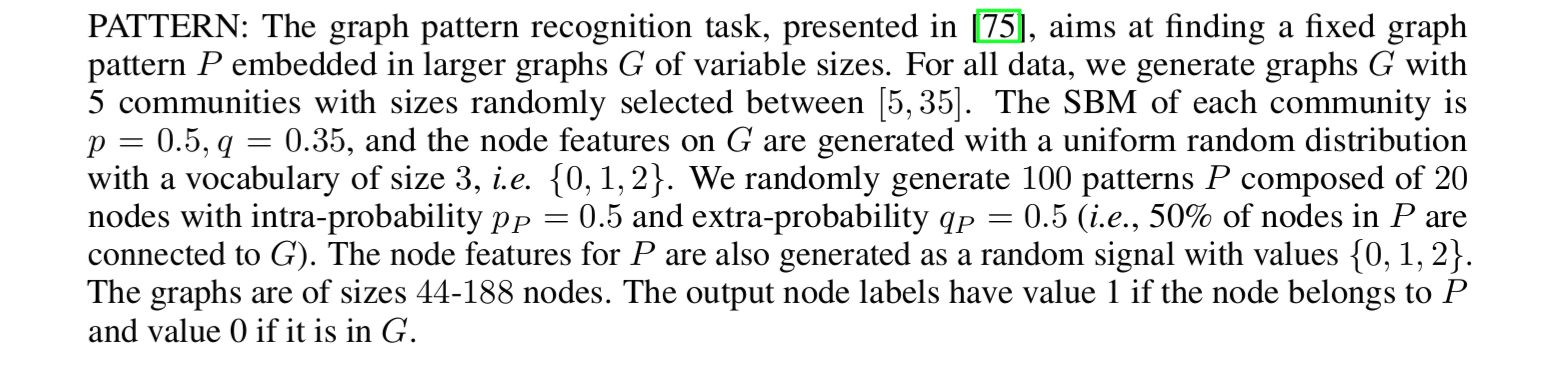 PATTERN: The graph pattern recognition task, presented in [75], aims at finding a fixed graph
pattern P embedded in larger graphs G of variable sizes. For all data, we generate graphs G with
5 communities with sizes randomly selected between [5, 35]. The SBM of each community is
p = 0.5, q = 0.35, and the node features on G are generated with a uniform random distribution
with a vocabulary of size 3, i.e. {0, 1, 2}. We randomly generate 100 patterns P composed of 20
nodes with intra-probability p_P = 0.5 and extra-probability q_P = 0.5 (i.e., 50% of nodes in P are
connected to G). The node features for P are also generated as a random signal with values {0, 1, 2}.
The graphs are of sizes 44-188 nodes. The output node labels have value 1 if the node belongs to P
and value 0 if it is in G.